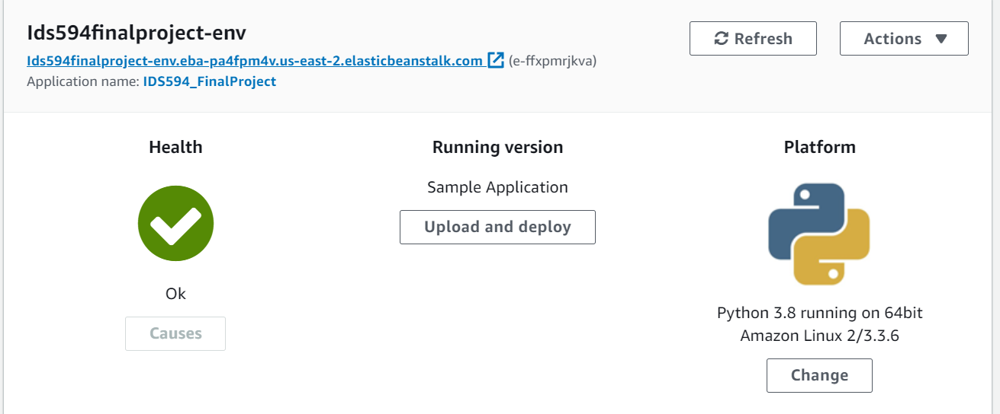 Ids594finalproject-env
Refresh
Actions
Ids594finalproject-env.eba-pa4fpm4v.us-east-2.elasticbeanstalk.com (e-ffxpmrjkva)
Application name: IDS594_FinalProject
Health
Running version
Platform
Sample Application
Upload and deploy
Ok
Causes
Python 3.8 running on 64bit
Amazon Linux 2/3.3.6
Change